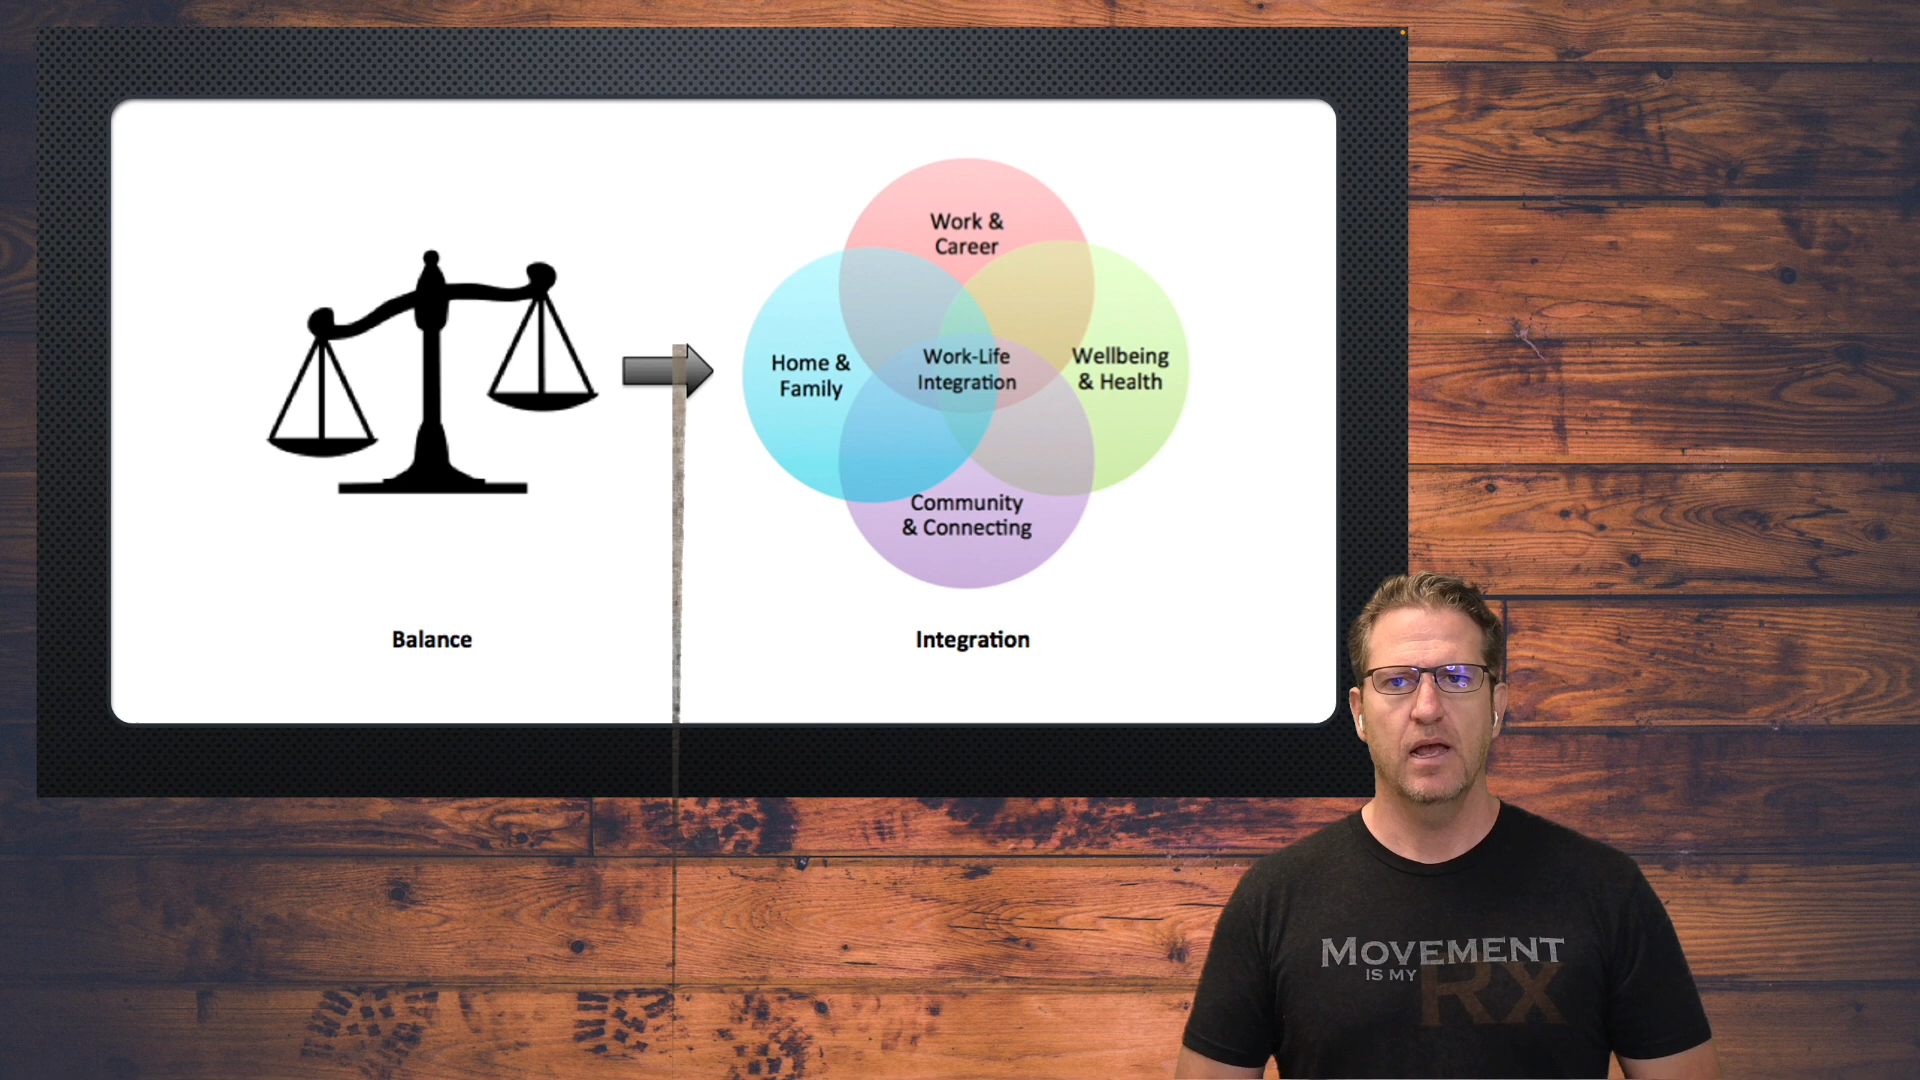 Work &
Career
Home &
Family
Work-Life
Integration
Wellbeing
& Health
Community
& Connecting
Balance
Integration
MOVEMENT
IS MY
RX